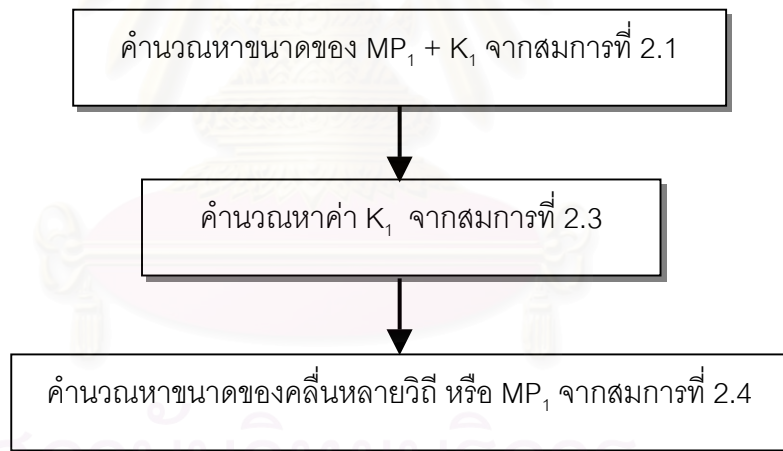 คำนวณหาขนาดของ MP₁ + K₁ จากสมการที่ 2.1
คำนวณหาค่า K₁ จากสมการที่ 2.3
คำนวณหาขนาดของคลื่นหลายวิถี หรือ MP₁ จากสมการที่ 2.4